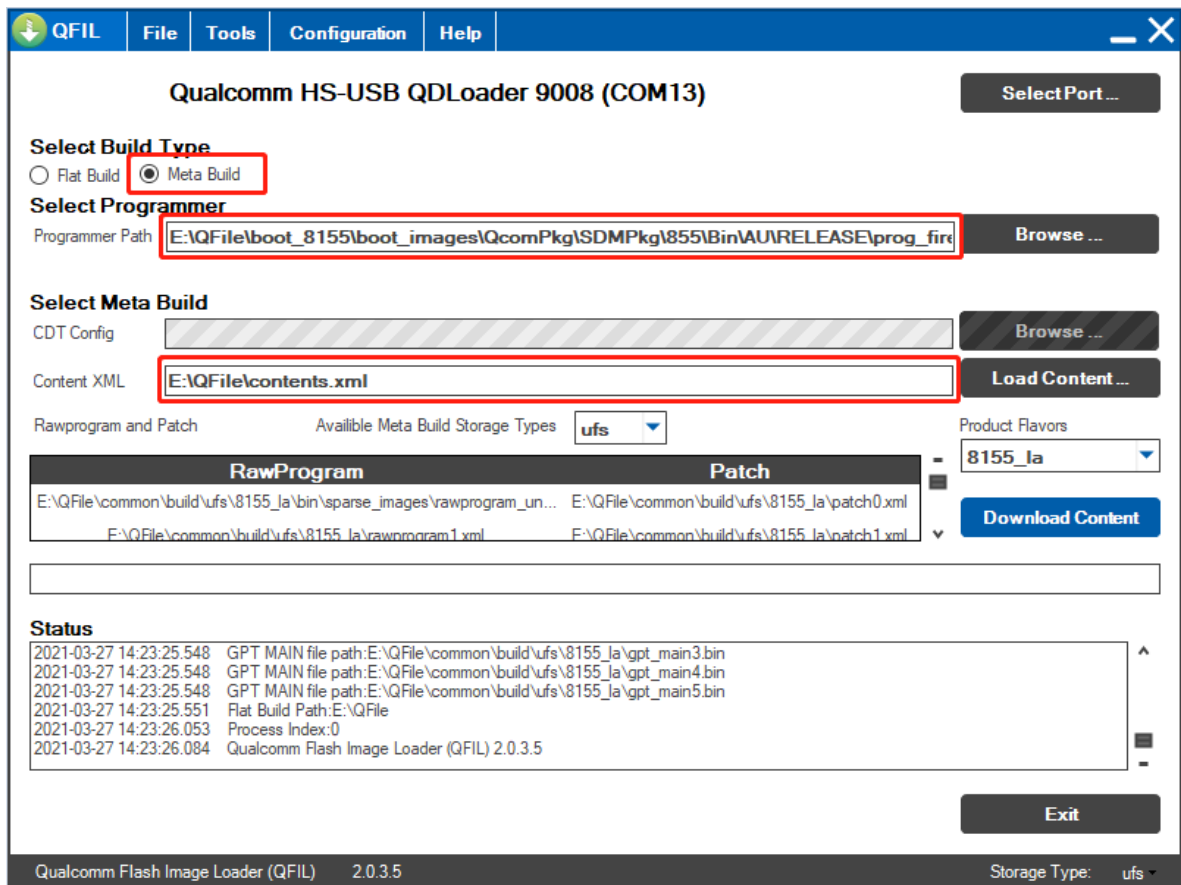 QFIL File Tools Configuration Help
Qualcomm HS-USB QDLoader 9008 (COM13)
SelectPort ...
Select Build Type
Flat Build Meta Build
Select Programmer
Programmer Path E:\QFile\boot_8155\boot_images\QcomPkg\SDMPkg\855\Bin\AU\RELEASE\prog_fire Browse ...
Select Meta Build
CDT Config Browse ...
Content XML E:\QFile\contents.xml Load Content ...
Rawprogram and Patch Availible Meta Build Storage Types ufs Product Flavors
8155_la
RawProgram Patch
E:\QFile\common\build\ufs\8155_la\bin\sparse_images\rawprogram_un... E:\QFile\common\build\ufs\8155_la\patch0.xml
E:\QFile\common\build\ufs\8155_la\rawprogram1.xml E:\QFile\common\build\ufs\8155_la\patch1.xml
Download Content
Status
2021-03-27 14:23:25.548 GPT MAIN file path:E:\QFile\common\build\ufs\8155_la\gpt_main3.bin
2021-03-27 14:23:25.548 GPT MAIN file path:E:\QFile\common\build\ufs\8155_la\gpt_main4.bin
2021-03-27 14:23:25.548 GPT MAIN file path:E:\QFile\common\build\ufs\8155_la\gpt_main5.bin
2021-03-27 14:23:25.551 Flat Build Path:E:\QFile
2021-03-27 14:23:26.053 Process Index:0
2021-03-27 14:23:26.084 Qualcomm Flash Image Loader (QFIL) 2.0.3.5
Exit
Qualcomm Flash Image Loader (QFIL) 2.0.3.5 Storage Type: ufs